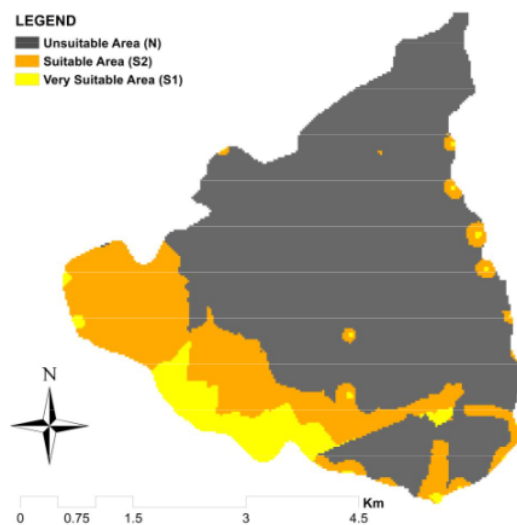 LEGEND
Unsuitable Area (N)
Suitable Area (S2)
Very Suitable Area (S1)
N
Km
0 0.75 1.5 3 4.5